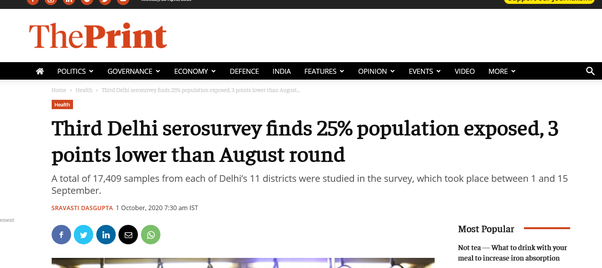 ThePrint
POLITICS GOVERNANCE ECONOMY DEFENCE INDIA FEATURES OPINION EVENTS VIDEO MORE
Home Health Third Delhi serosurvey finds 25% population exposed, 3 points lower than August...
Health
Third Delhi serosurvey finds 25% population exposed, 3
points lower than August round
A total of 17,409 samples from each of Delhi's 11 districts were studied in the survey, which took place between 1 and 15
September.
SRAVASTI DASGUPTA 1 October, 2020 7:30 am IST
Most Popular
Not tea — What to drink with your
meal to increase iron absorption